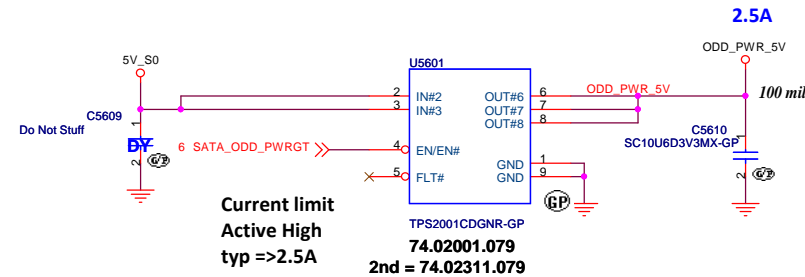 2.5A
5V_S0
U5601
ODD_PWR_5V
2 IN#2 OUT#6 6 ODD_PWR_5V
100 mil
3 IN#3 OUT#7 7
OUT#8 8
C5609
1
Do Not Stuff
DY
2
GP
6 SATA_ODD_PWRGT
4 EN/EN#
GND 1
5 FLT#
GND 9
C5610
1
SC10U6D3V3MX-GP
2
GP
GP
TPS2001CDGNR-GP
74.02001.079
2nd = 74.02311.079
Current limit
Active High
typ =>2.5A